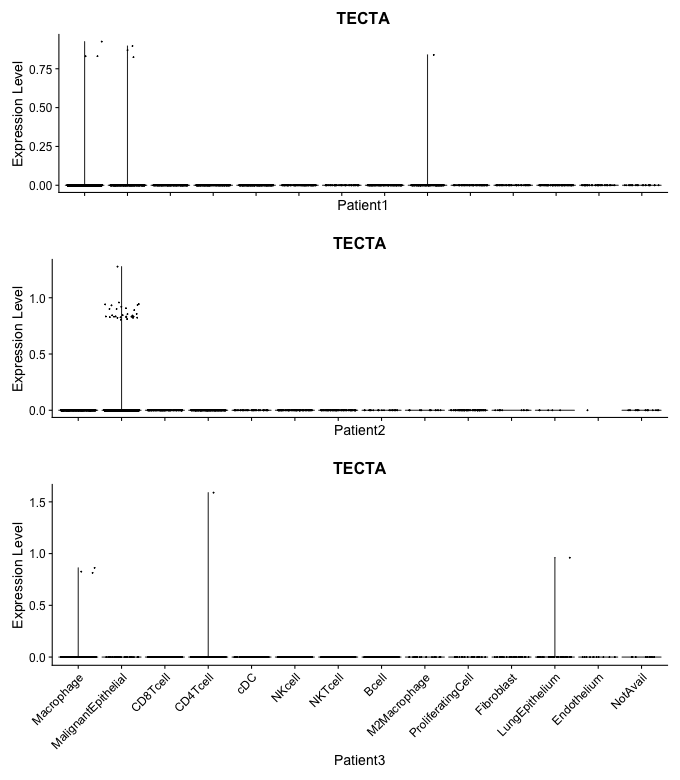 TECTA
Expression Level
0.75
0.50
0.25
0.00
Patient1
TECTA
Expression Level
1.0
0.5
0.0
Patient2
TECTA
Expression Level
1.5
1.0
0.5
0.0
Macrophage
MalignantEpithelial
CD8Tcell
CD4Tcell
cDC
NKcell
NKTcell
Bcell
M2Macrophage
ProliferatingCell
Fibroblast
LungEpithelium
Endothelium
NotAvail
Patient3